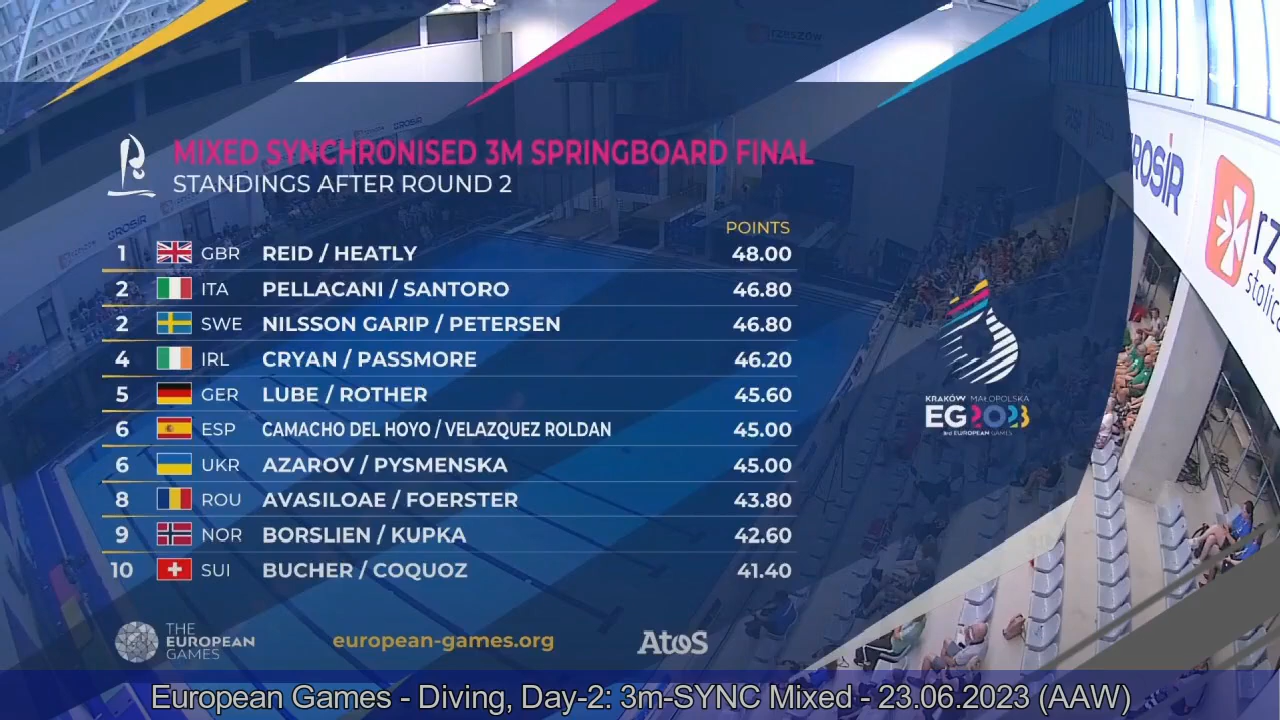 rzeszów
ROSiR
ROSiR
MIXED SYNCHRONISED 3M SPRINGBOARD FINAL
STANDINGS AFTER ROUND 2
POINTS
1 GBR REID / HEATLY 48.00
2 ITA PELLACANI / SANTORO 46.80
2 SWE NILSSON GARIP / PETERSEN 46.80
4 IRL CRYAN / PASSMORE 46.20
5 GER LUBE / ROTHER 45.60
6 ESP CAMACHO DEL HOYO / VELAZQUEZ ROLDAN 45.00
6 UKR AZAROV / PYSMENSKA 45.00
8 ROU AVASILOAE / FOERSTER 43.80
9 NOR BORSLIEN / KUPKA 42.60
10 SUI BUCHER / COQUOZ 41.40
KRAKÓW MAŁOPOLSKA
EG2023
3rd EUROPEAN GAMES
THE
EUROPEAN
GAMES
european-games.org
Atos
European Games - Diving, Day-2: 3m-SYNC Mixed - 23.06.2023 (AAW)